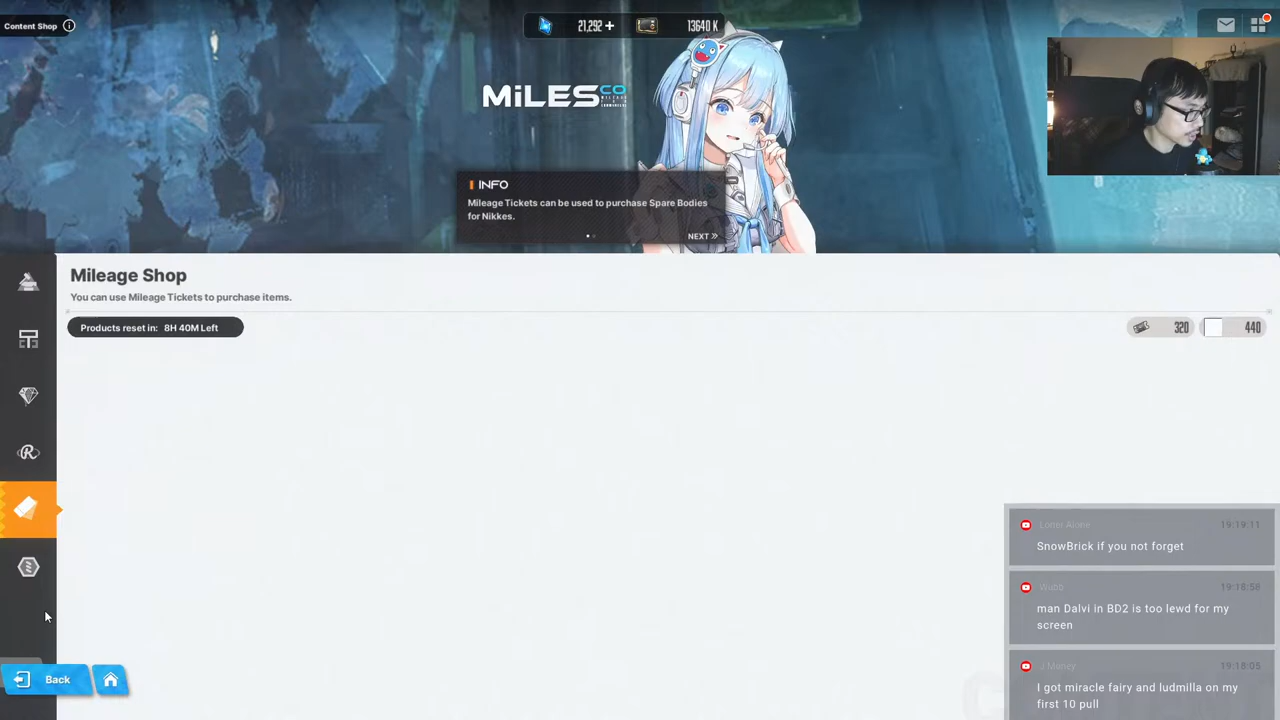 Content Shop
21,292 +
13640 K
MiLES CO
INFO
Mileage Tickets can be used to purchase Spare Bodies
for Nikkes.
NEXT
Mileage Shop
You can use Mileage Tickets to purchase items.
Products reset in: 8H 40M Left
320
440
Loner Alone
19:19:11
SnowBrick if you not forget
19:18:58
man Dalvi in BD2 is too lewd for my
screen
19:18:05
I got miracle fairy and ludmilla on my
first 10 pull
Back